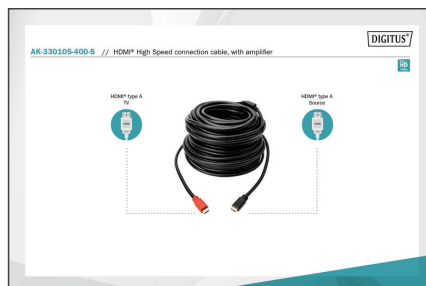 DIGITUS®
AK-330105-400-S // HDMI® High Speed connection cable, with amplifier
HDMI® type A
TV
HDMI® type A
Source